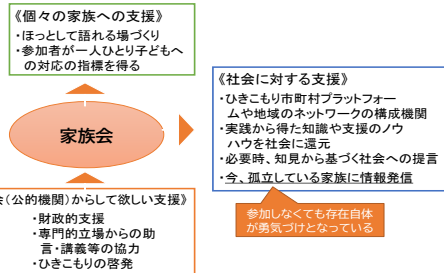 《個々の家族への支援》
・ほっとして語れる場づくり
・参加者が一人ひとり子どもへ
の対応の指標を得る
家族会
《社会に対する支援》
・ひきこもり市町村プラットフォー
ムや地域のネットワークの構成機関
・実践から得た知識や支援のノウ
ハウを社会に還元
・必要時、知見から基づく社会への提言
・今、孤立している家族に情報発信
参加しなくても存在自体
が勇気づけとなっている
(公的機関)からして欲しい支援》
・財政的支援
・専門的立場からの助
言・講義等の協力
・ひきこもりの啓発